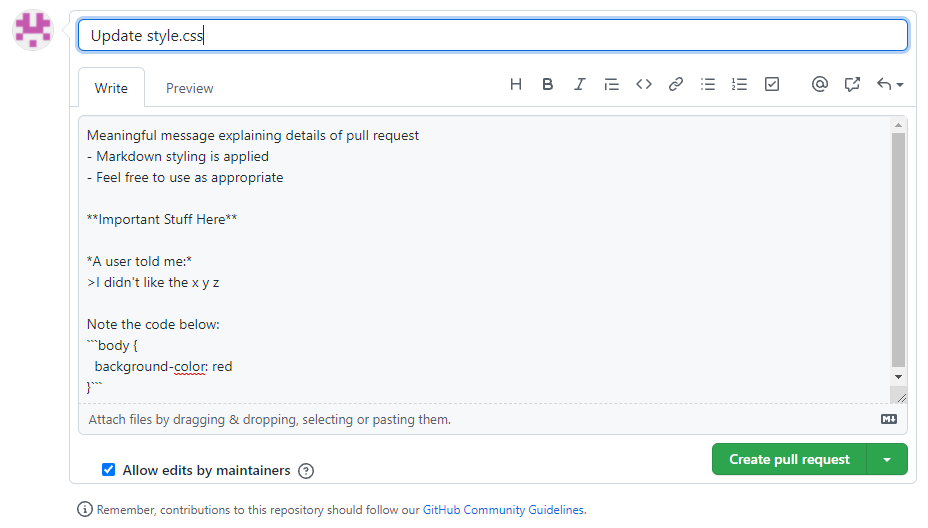 Update style.css
Write Preview
Meaningful message explaining details of pull request
- Markdown styling is applied
- Feel free to use as appropriate
**Important Stuff Here**
*A user told me:*
>I didn't like the x y z
Note the code below:
```body {
  background-color: red
}```
Attach files by dragging & dropping, selecting or pasting them.
Allow edits by maintainers
Create pull request
Remember, contributions to this repository should follow our GitHub Community Guidelines.